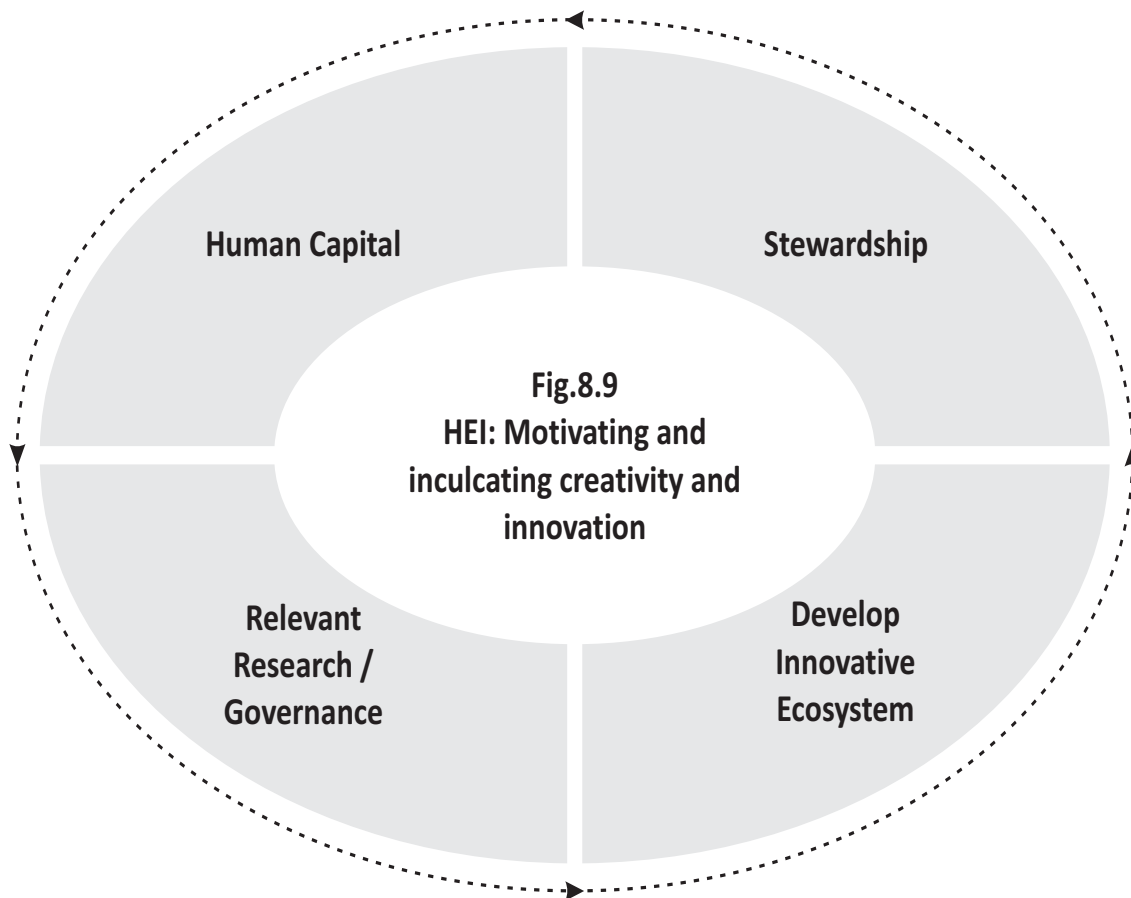 Human Capital
Stewardship
Fig.8.9
HEI: Motivating and
inculcating creativity and
innovation
Relevant
Research /
Governance
Develop
Innovative
Ecosystem